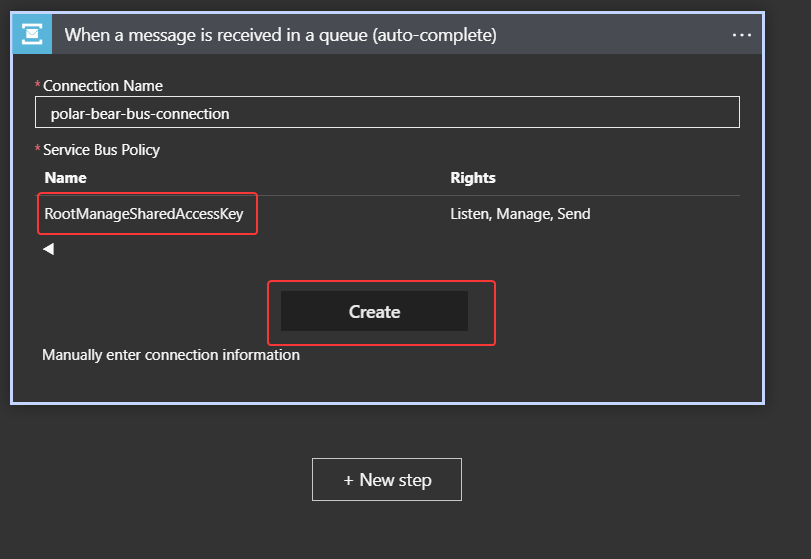 When a message is received in a queue (auto-complete)
* Connection Name
polar-bear-bus-connection
* Service Bus Policy
Name Rights
RootManageSharedAccessKey Listen, Manage, Send
Create
Manually enter connection information
+ New step